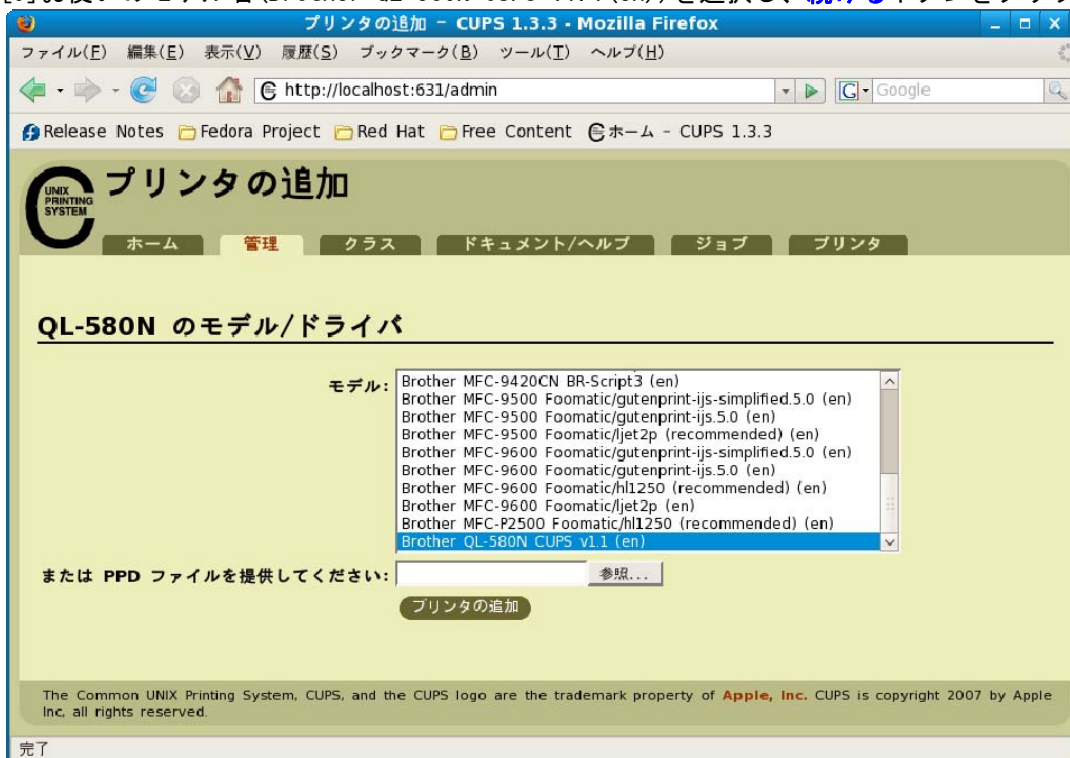 プリンタの追加 - CUPS 1.3.3 - Mozilla Firefox
ファイル(F) 編集(E) 表示(V) 履歴(S) ブックマーク(B) ツール(T) ヘルプ(H)
http://localhost:631/admin
Google
Release Notes Fedora Project Red Hat Free Content ホーム - CUPS 1.3.3
UNIX
PRINTING
SYSTEM
プリンタの追加
ホーム 管理 クラス ドキュメント/ヘルプ ジョブ プリンタ
QL-580N のモデル/ドライバ
モデル:
Brother MFC-9420CN BR-Script3 (en)
Brother MFC-9500 Foomatic/gutenprint-ijs-simplified.5.0 (en)
Brother MFC-9500 Foomatic/gutenprint-ijs.5.0 (en)
Brother MFC-9500 Foomatic/ljet2p (recommended) (en)
Brother MFC-9600 Foomatic/gutenprint-ijs-simplified.5.0 (en)
Brother MFC-9600 Foomatic/gutenprint-ijs.5.0 (en)
Brother MFC-9600 Foomatic/hl1250 (recommended) (en)
Brother MFC-9600 Foomatic/ljet2p (en)
Brother MFC-P2500 Foomatic/hl1250 (recommended) (en)
Brother QL-580N CUPS v1.1 (en)
または PPD ファイルを提供してください:
参照...
プリンタの追加
The Common UNIX Printing System, CUPS, and the CUPS logo are the trademark property of Apple, Inc. CUPS is copyright 2007 by Apple
Inc, all rights reserved.
完了